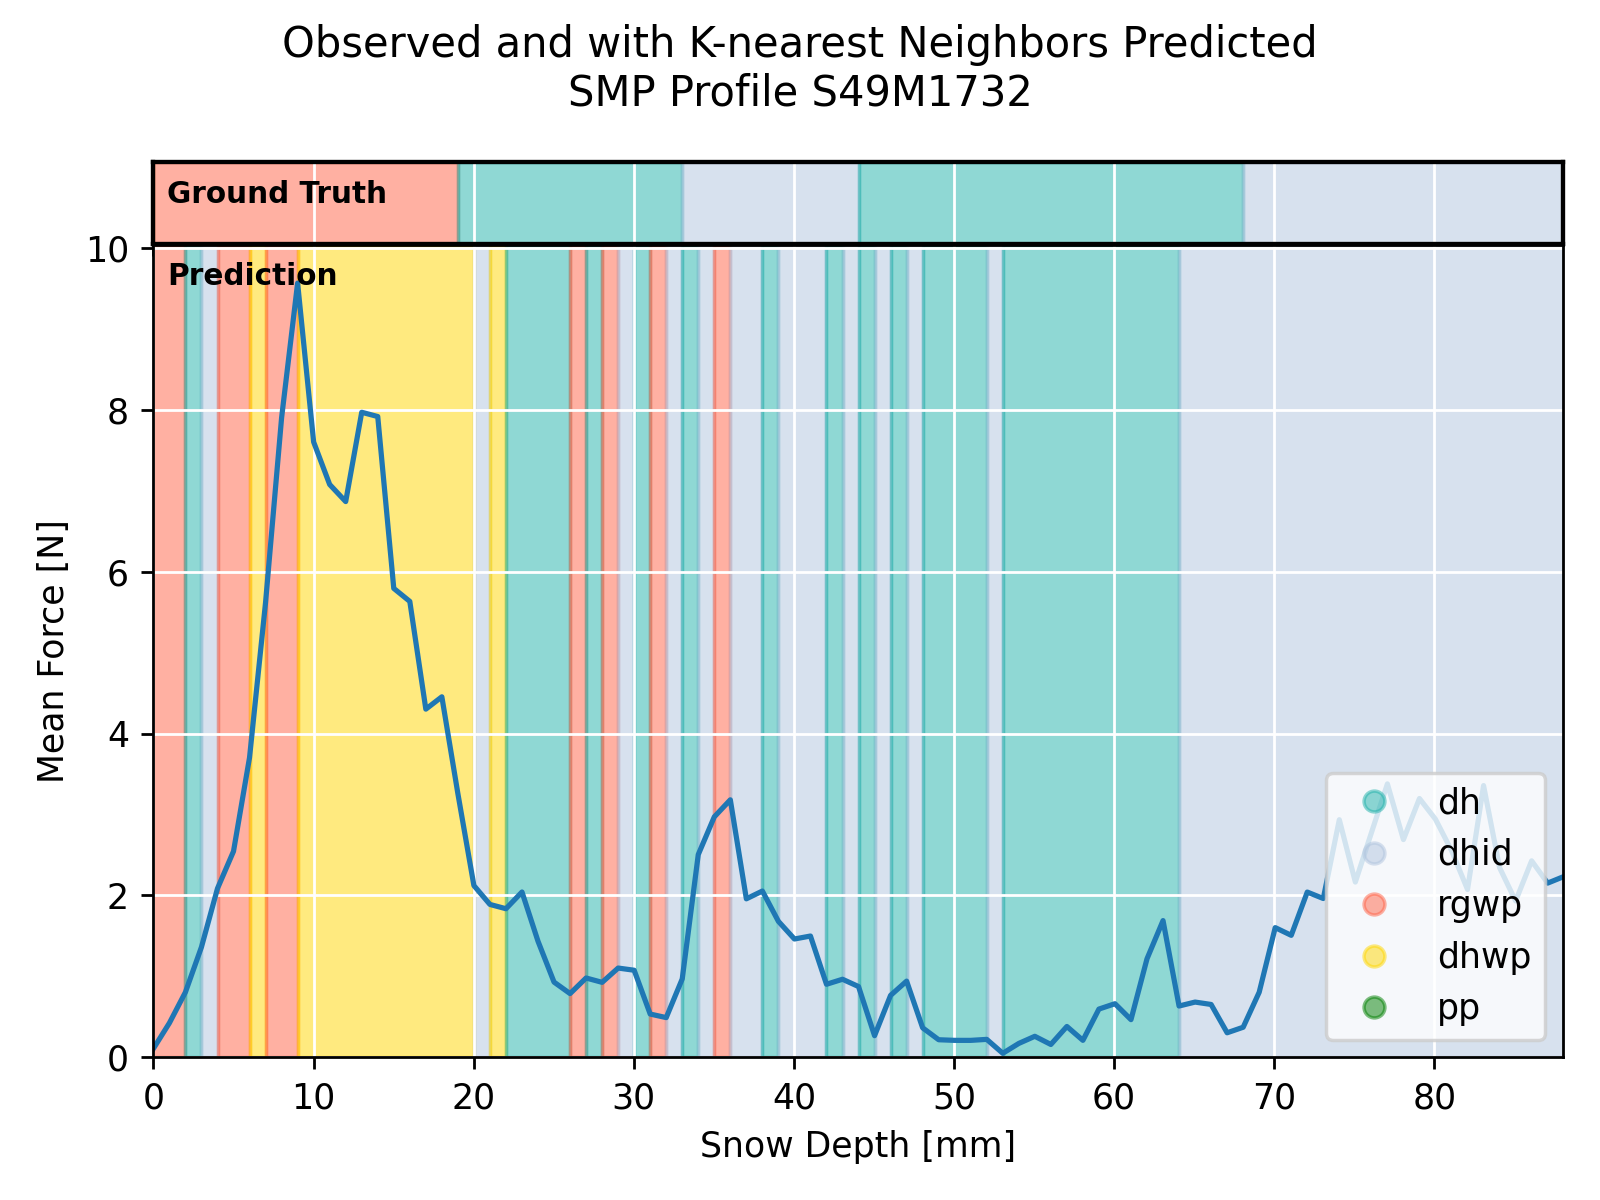 Observed and with K-nearest Neighbors Predicted
SMP Profile S49M1732
Ground Truth
Prediction
10
8
6
4
2
0
Mean Force [N]
dh
dhid
rgwp
dhwp
pp
0 10 20 30 40 50 60 70 80
Snow Depth [mm]